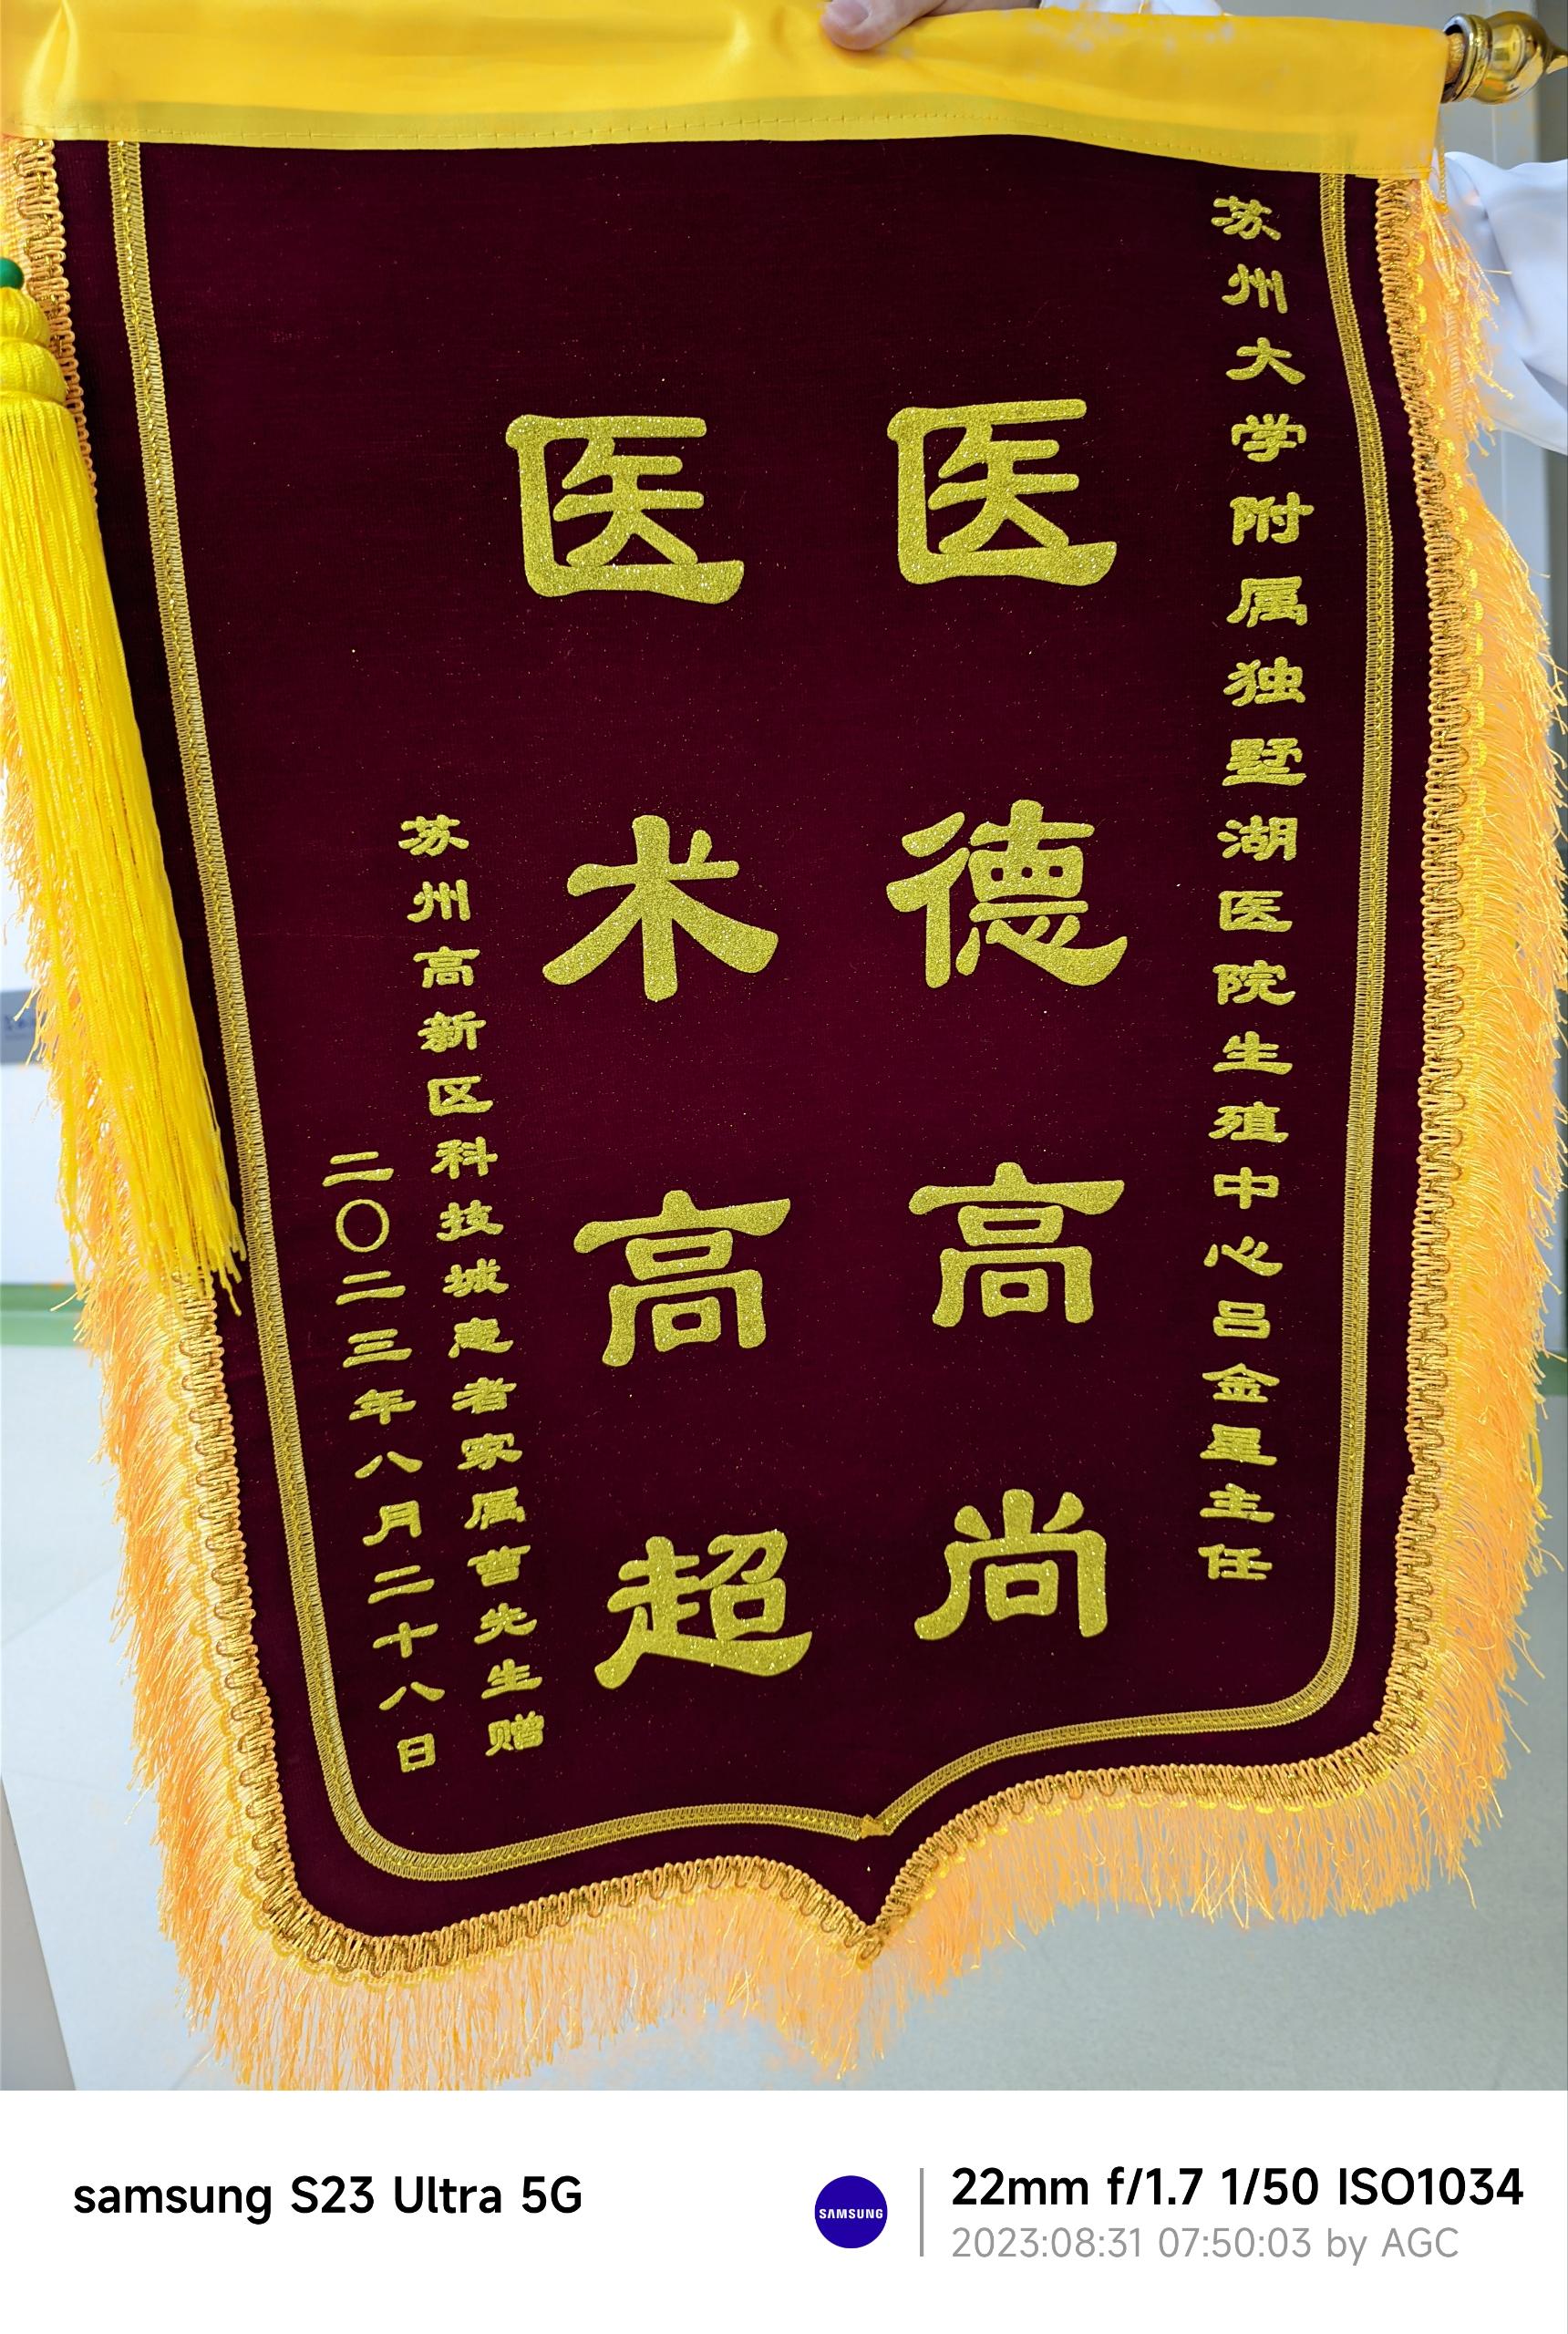 苏州大学附属独墅湖医院生殖中心吕金星主任
医德高尚
医术高超
苏州高新区科技城患者家属曹先生赠
二〇二三年八月二十八日
samsung S23 Ultra 5G
SAMSUNG
22mm f/1.7 1/50 ISO1034
2023:08:31 07:50:03 by AGC